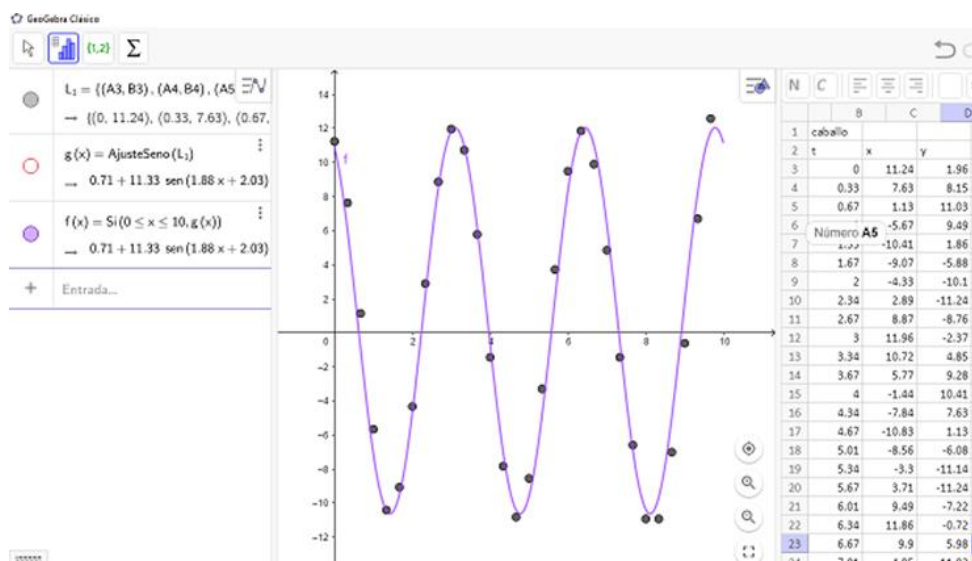 GeoGebra Clásico
{1,2} Σ
L₁ = {(A3, B3), (A4, B4), (A5
→ {(0, 11.24), (0.33, 7.63), (0.67,
g(x) = AjusteSeno(L₁)
→ 0.71 + 11.33 sen(1.88 x + 2.03)
f(x) = Si(0 ≤ x ≤ 10, g(x))
→ 0.71 + 11.33 sen(1.88 x + 2.03)
+ Entrada...
f
14
12
10
8
6
4
2
0 2 4 6 8 10
−2
−4
−6
−8
−10
−12
N C
B C D
1 caballo
2 t x y
3 0 11.24 1.96
4 0.33 7.63 8.15
5 0.67 1.13 11.03
6 -5.67 9.49
Número A5
7 -10.41 1.86
8 1.67 -9.07 -5.88
9 2 -4.33 -10.1
10 2.34 2.89 -11.24
11 2.67 8.87 -8.76
12 3 11.96 -2.37
13 3.34 10.72 4.85
14 3.67 5.77 9.28
15 4 -1.44 10.41
16 4.34 -7.84 7.63
17 4.67 -10.83 1.13
18 5.01 -8.56 -6.08
19 5.34 -3.3 -11.14
20 5.67 3.71 -11.24
21 6.01 9.49 -7.22
22 6.34 11.86 -0.72
23 6.67 9.9 5.98